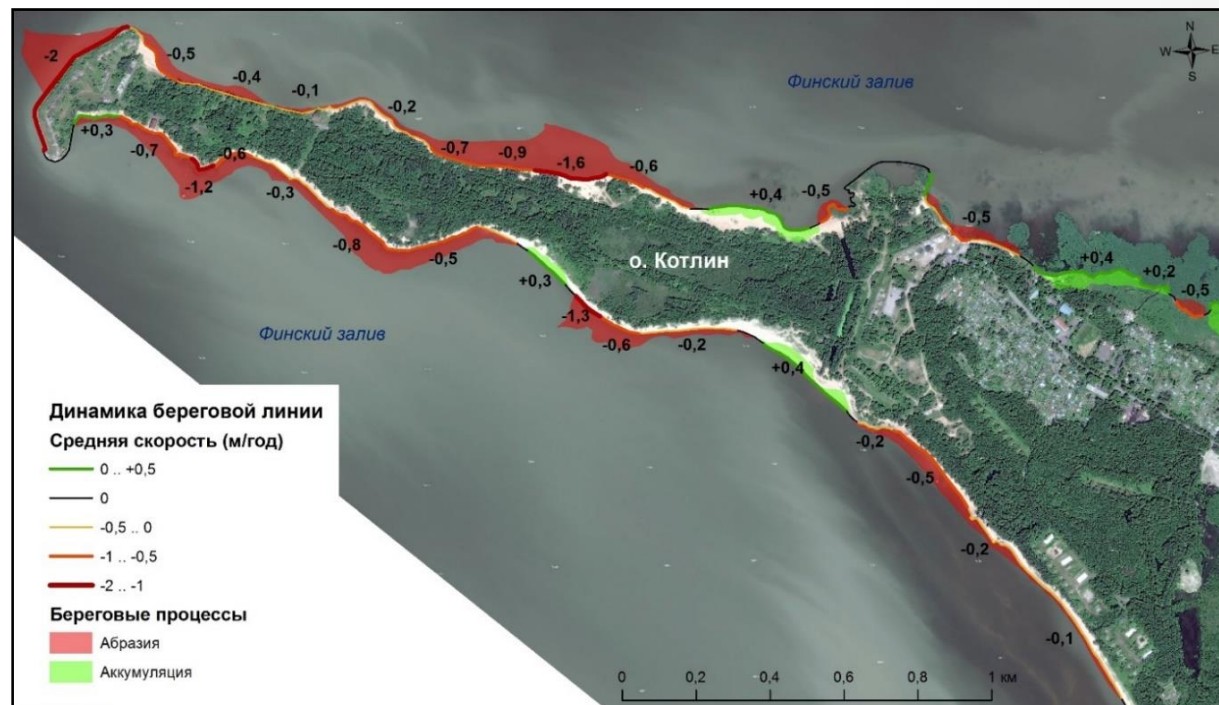 N
W E
S
Финский залив
-2
-0,5
-0,4
-0,1
-0,2
-0,7
-0,9
-1,6
-0,6
+0,4
-0,5
-0,5
+0,4
+0,2
-0,5
+0,3
-0,7
-1,2
-0,6
-0,3
-0,8
-0,5
+0,3
-1,3
-0,6
-0,2
+0,4
-0,2
-0,5
-0,2
-0,1
о. Котлин
Финский залив
Динамика береговой линии
Средняя скорость (м/год)
0 .. +0,5
0
-0,5 .. 0
-1 .. -0,5
-2 .. -1
Береговые процессы
Абразия
Аккумуляция
0 0,2 0,4 0,6 0,8 1 км